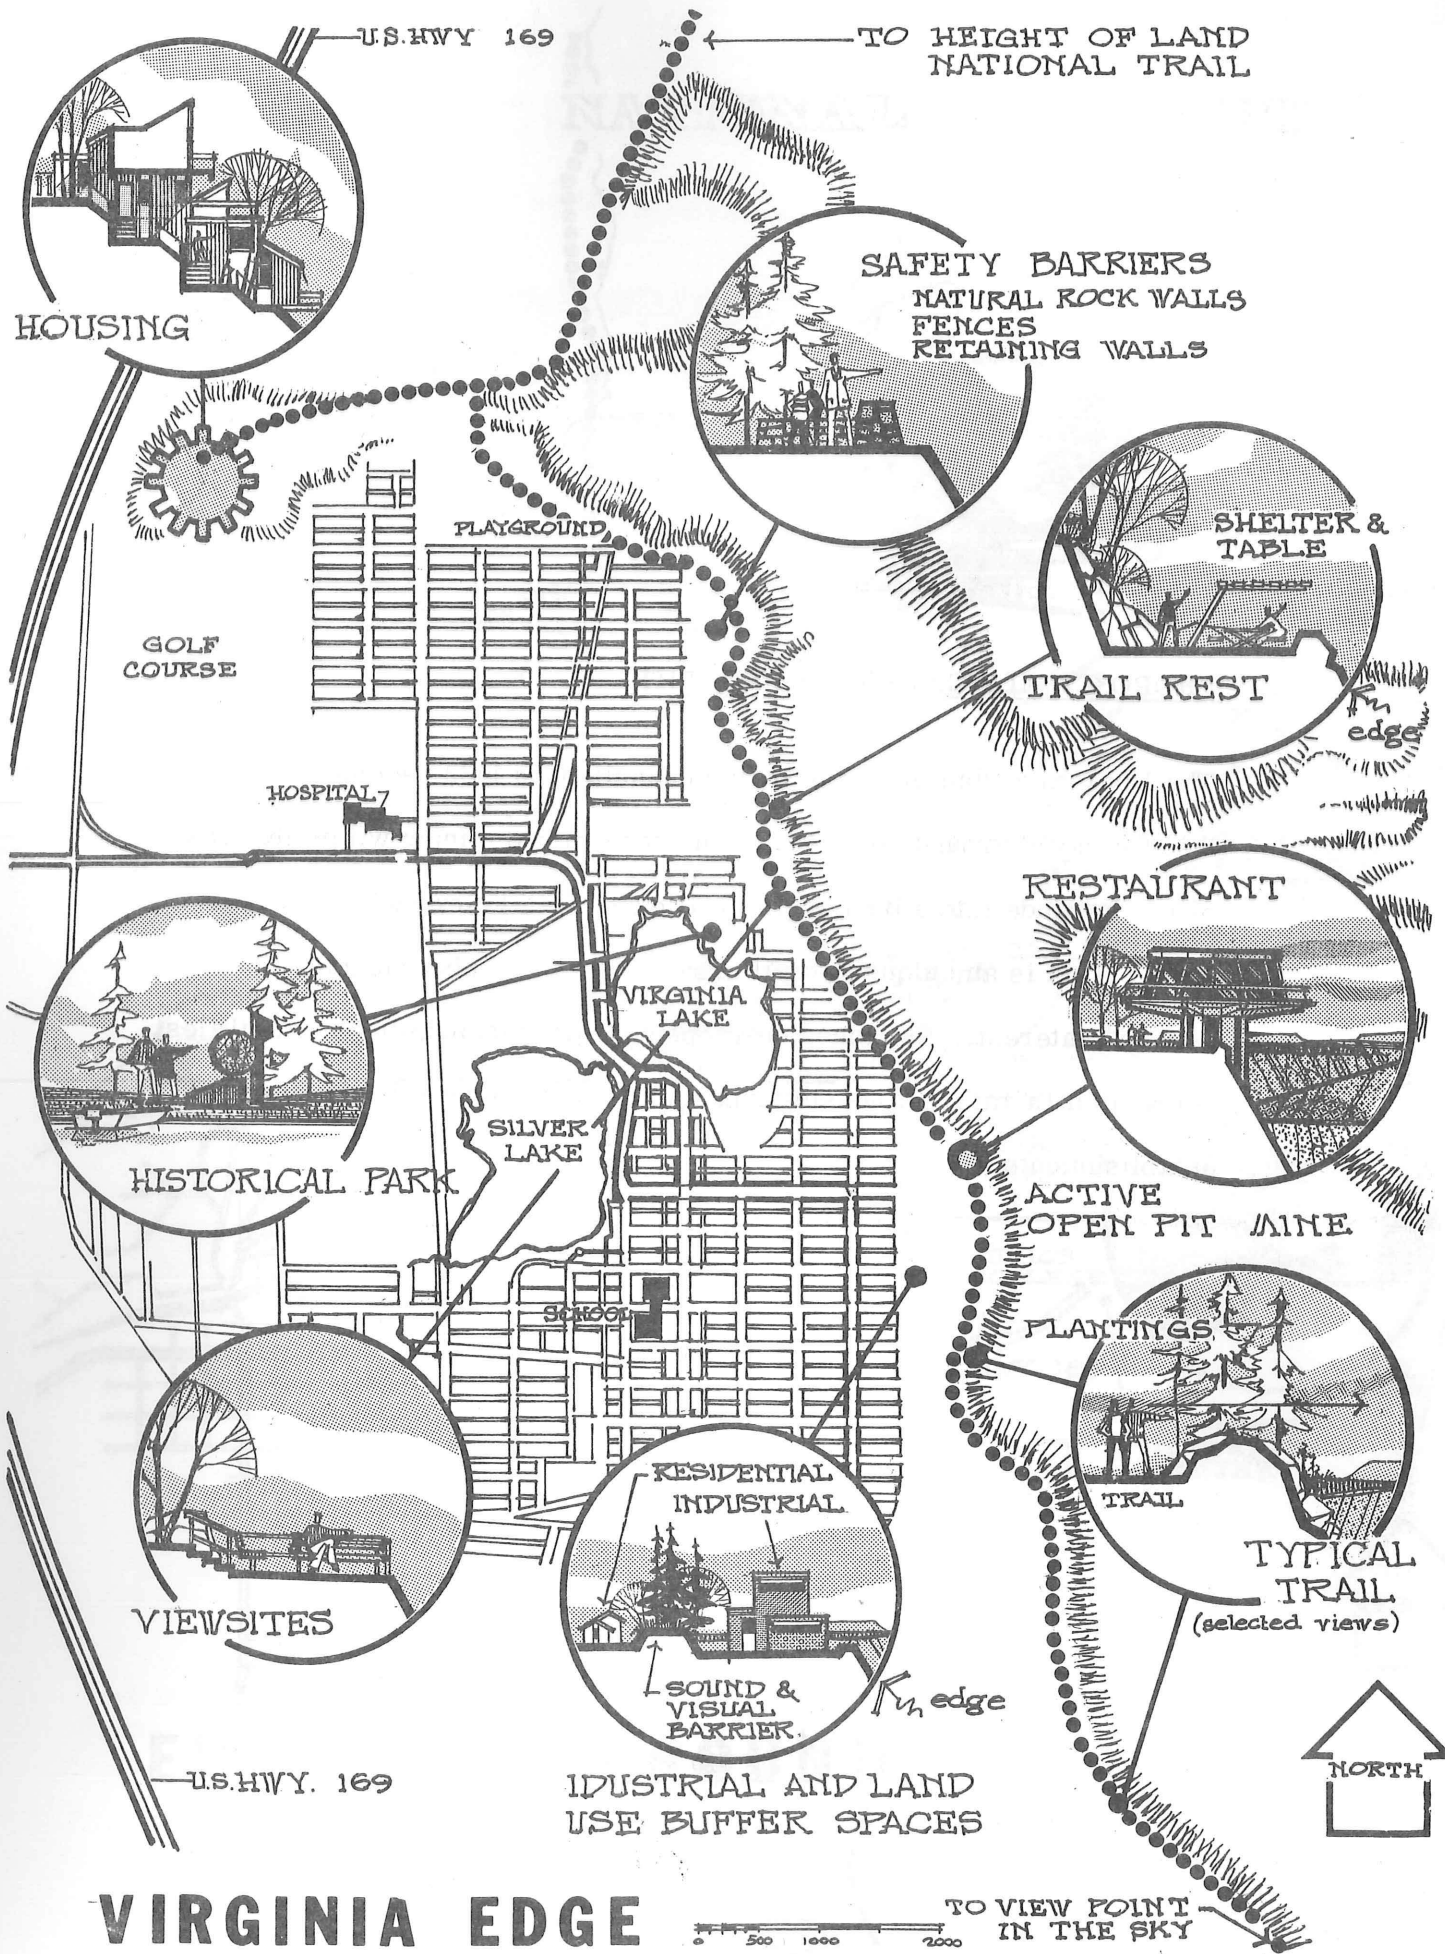 U.S.HWY 169
TO HEIGHT OF LAND
NATIONAL TRAIL
HOUSING
SAFETY BARRIERS
NATURAL ROCK WALLS
FENCES
RETAINING WALLS
SHELTER &
TABLE
TRAIL REST
edge
PLAYGROUND
GOLF
COURSE
HOSPITAL
RESTAURANT
VIRGINIA
LAKE
SILVER
LAKE
HISTORICAL PARK
ACTIVE
OPEN PIT MINE
SCHOOL
PLANTINGS
TRAIL
TYPICAL
TRAIL
(selected views)
VIEWSITES
RESIDENTIAL
INDUSTRIAL
SOUND &
VISUAL
BARRIER.
edge
IDUSTRIAL AND LAND
USE BUFFER SPACES
U.S.HWY. 169
NORTH
VIRGINIA EDGE
0 500 1000 2000
TO VIEW POINT
IN THE SKY